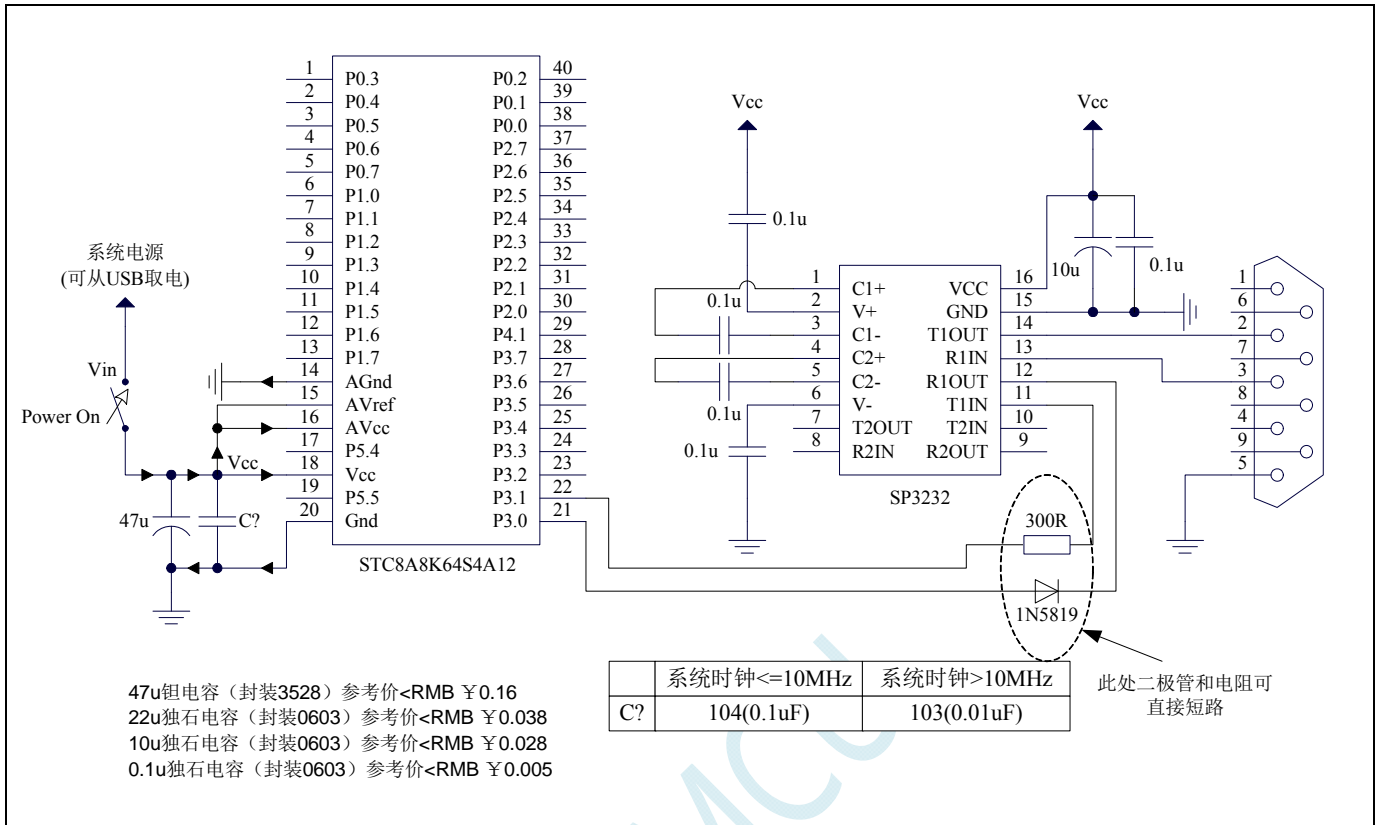 1 P0.3 P0.2 40
2 P0.4 P0.1 39
3 P0.5 P0.0 38
4 P0.6 P2.7 37
5 P0.7 P2.6 36
6 P1.0 P2.5 35
7 P1.1 P2.4 34
8 P1.2 P2.3 33
9 P1.3 P2.2 32
10 P1.4 P2.1 31
11 P1.5 P2.0 30
12 P1.6 P4.1 29
13 P1.7 P3.7 28
14 AGnd P3.6 27
15 AVref P3.5 26
16 AVcc P3.4 25
17 P5.4 P3.3 24
18 Vcc P3.2 23
19 P5.5 P3.1 22
20 Gnd P3.0 21
STC8A8K64S4A12
系统电源
(可从USB取电)
Vin
Power On
Vcc
47u
C?
Vcc
0.1u
0.1u
0.1u
0.1u
1 C1+ VCC 16
2 V+ GND 15
3 C1- T1OUT 14
4 C2+ R1IN 13
5 C2- R1OUT 12
6 V- T1IN 11
7 T2OUT T2IN 10
8 R2IN R2OUT 9
SP3232
Vcc
10u
0.1u
1
6
2
7
3
8
4
9
5
300R
1N5819
此处二极管和电阻可
直接短路
系统时钟<=10MHz 系统时钟>10MHz
C? 104(0.1uF) 103(0.01uF)
47u钽电容（封装3528）参考价<RMB ￥0.16
22u独石电容（封装0603）参考价<RMB ￥0.038
10u独石电容（封装0603）参考价<RMB ￥0.028
0.1u独石电容（封装0603）参考价<RMB ￥0.005
MCU